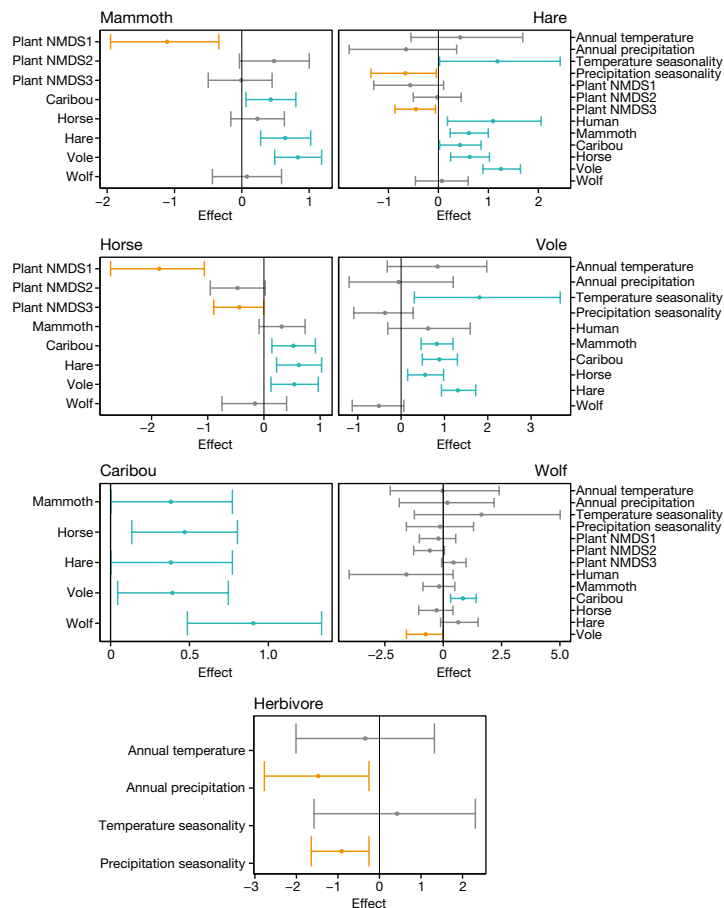 Mammoth
Plant NMDS1
Plant NMDS2
Plant NMDS3
Caribou
Horse
Hare
Vole
Wolf
−2 −1 0 1
Effect
Hare
Annual temperature
Annual precipitation
Temperature seasonality
Precipitation seasonality
Plant NMDS1
Plant NMDS2
Plant NMDS3
Human
Mammoth
Caribou
Horse
Vole
Wolf
−1 0 1 2
Effect
Horse
Plant NMDS1
Plant NMDS2
Plant NMDS3
Mammoth
Caribou
Hare
Vole
Wolf
−2 −1 0 1
Effect
Vole
Annual temperature
Annual precipitation
Temperature seasonality
Precipitation seasonality
Human
Mammoth
Caribou
Horse
Hare
Wolf
−1 0 1 2 3
Effect
Caribou
Mammoth
Horse
Hare
Vole
Wolf
0 0.5 1.0
Effect
Wolf
Annual temperature
Annual precipitation
Temperature seasonality
Precipitation seasonality
Plant NMDS1
Plant NMDS2
Plant NMDS3
Human
Mammoth
Caribou
Horse
Hare
Vole
−2.5 0 2.5 5.0
Effect
Herbivore
Annual temperature
Annual precipitation
Temperature seasonality
Precipitation seasonality
−3 −2 −1 0 1 2
Effect